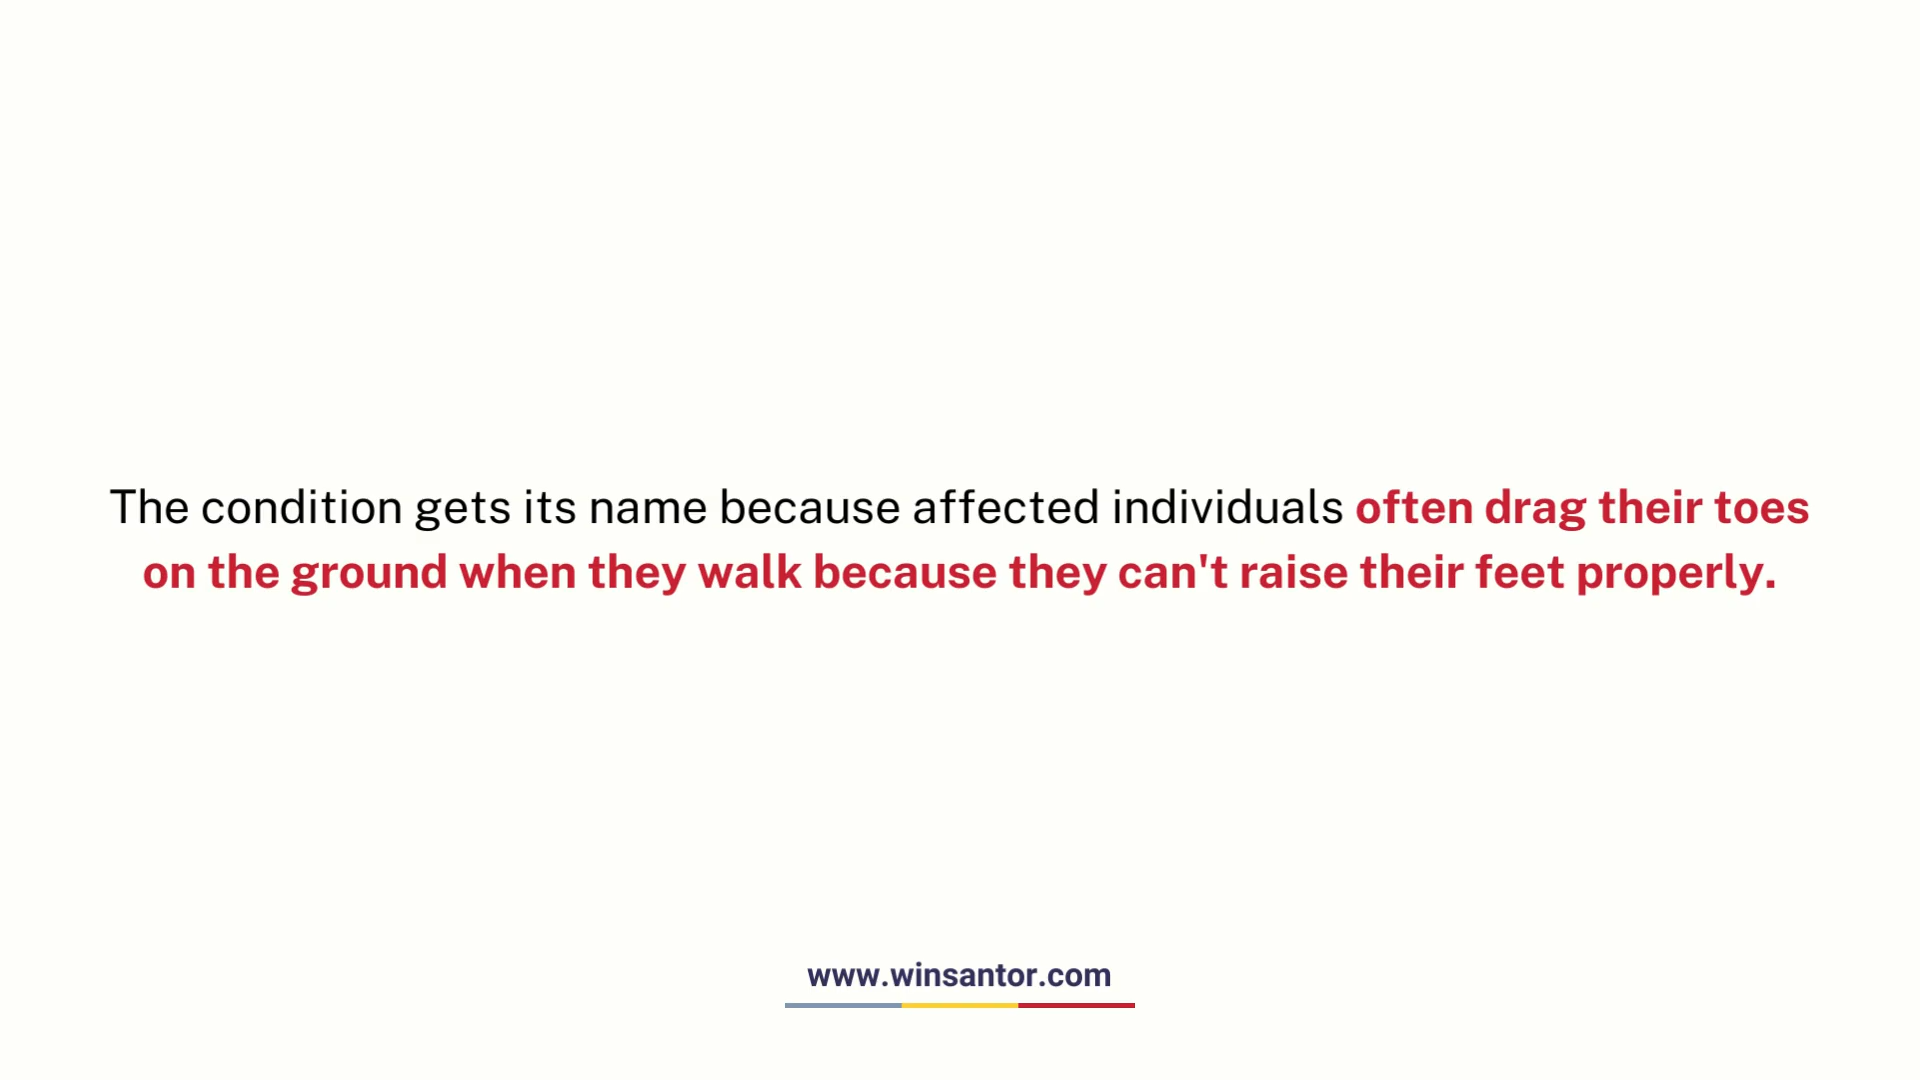 The condition gets its name because affected individuals often drag their toes
on the ground when they walk because they can't raise their feet properly.
www.winsantor.com